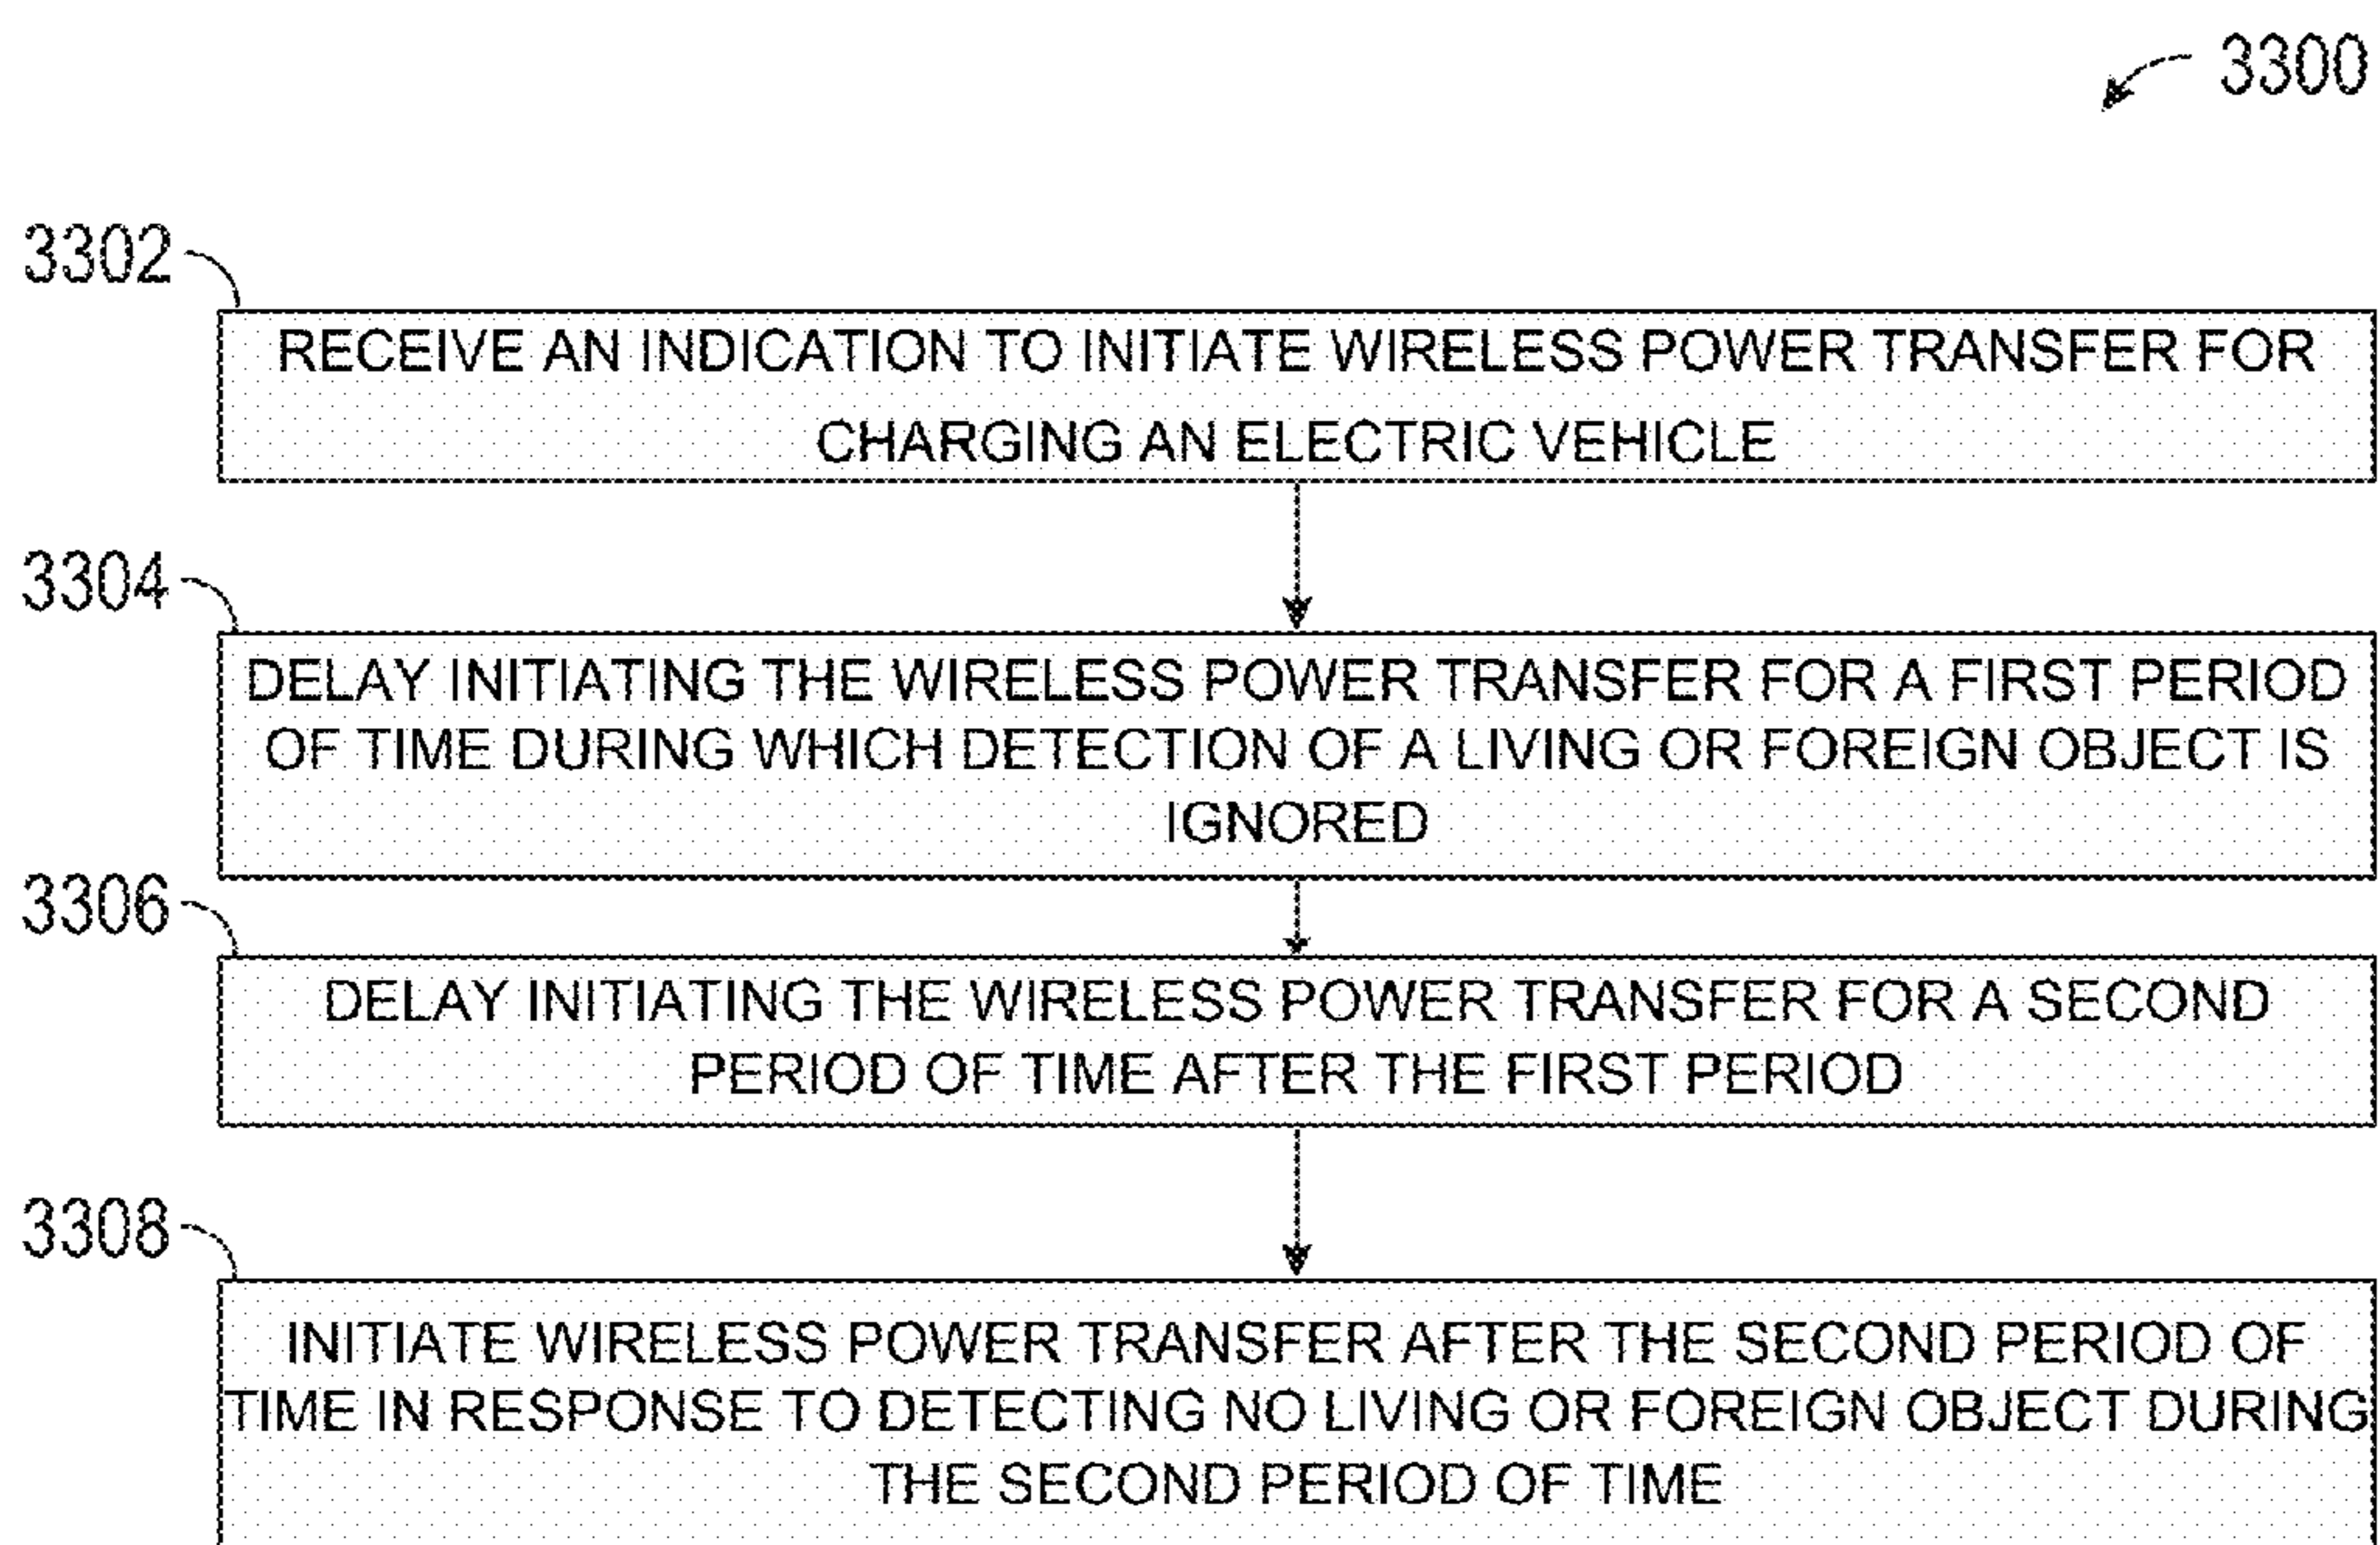 3300
3302
RECEIVE AN INDICATION TO INITIATE WIRELESS POWER TRANSFER FOR
CHARGING AN ELECTRIC VEHICLE
3304
DELAY INITIATING THE WIRELESS POWER TRANSFER FOR A FIRST PERIOD
OF TIME DURING WHICH DETECTION OF A LIVING OR FOREIGN OBJECT IS
IGNORED
3306
DELAY INITIATING THE WIRELESS POWER TRANSFER FOR A SECOND
PERIOD OF TIME AFTER THE FIRST PERIOD
3308
INITIATE WIRELESS POWER TRANSFER AFTER THE SECOND PERIOD OF
TIME IN RESPONSE TO DETECTING NO LIVING OR FOREIGN OBJECT DURING
THE SECOND PERIOD OF TIME